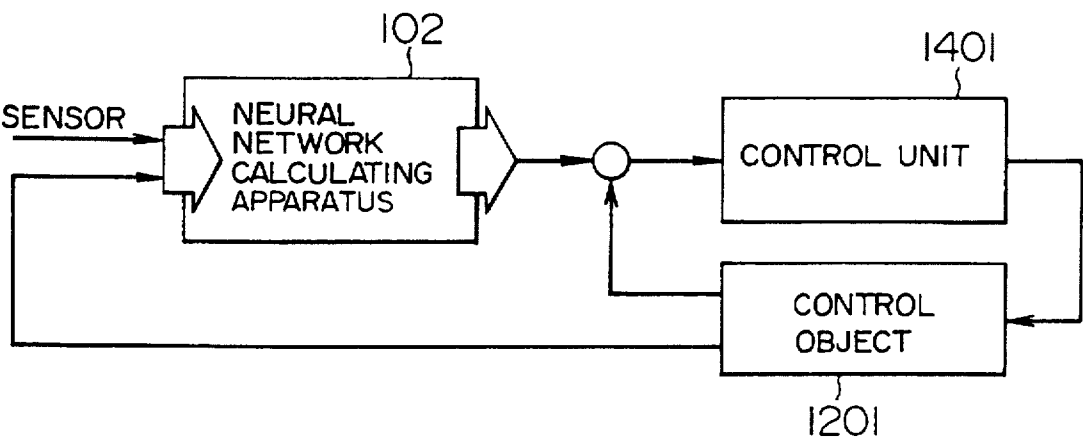 102
1401
SENSOR
NEURAL
NETWORK
CALCULATING
APPARATUS
CONTROL UNIT
CONTROL
OBJECT
1201